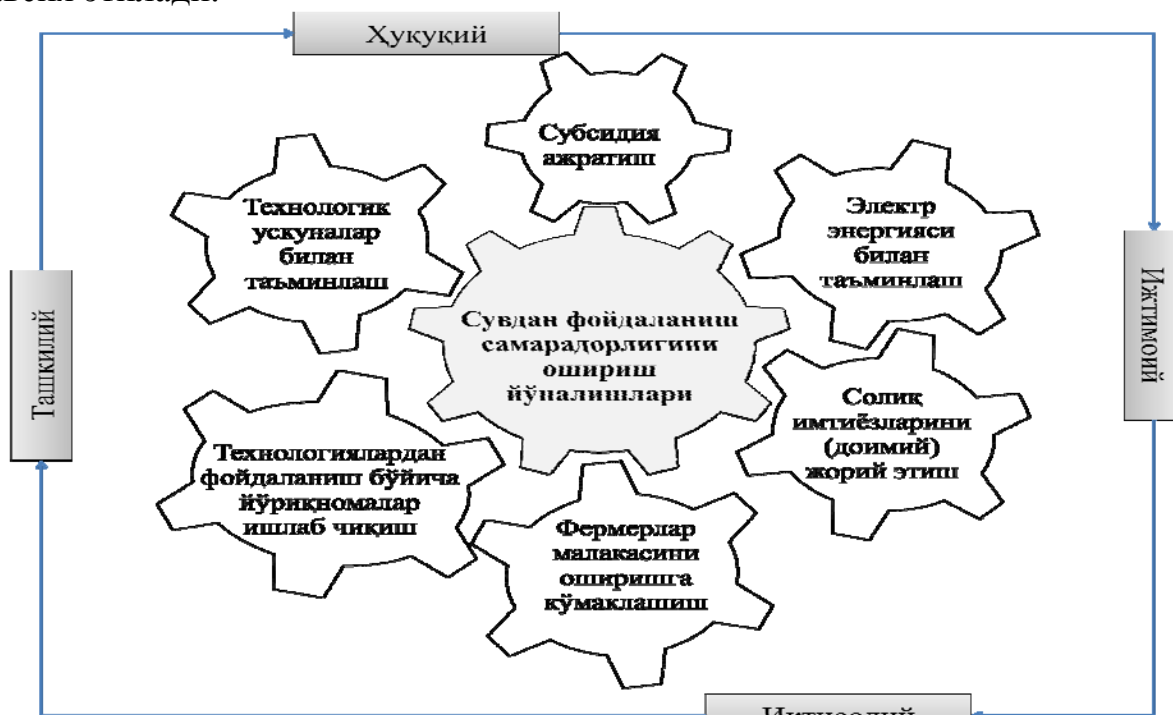 Ҳуқуқий
Субсидия
ажратиш
Технологик
ускуналар
билан
таъминлаш
Электр
энергияси
билан
таъминлаш
Ташкилий
Ижтимоий
Сувдан фойдаланиш
самарадорлигини
ошириш
йўналишлари
Солиқ
имтиёзларини
(доимий)
жорий этиш
Технологиялардан
фойдаланиш бўйича
йўриқномалар
ишлаб чиқиш
Фермерлар
малакасини
оширишга
кўмаклашиш